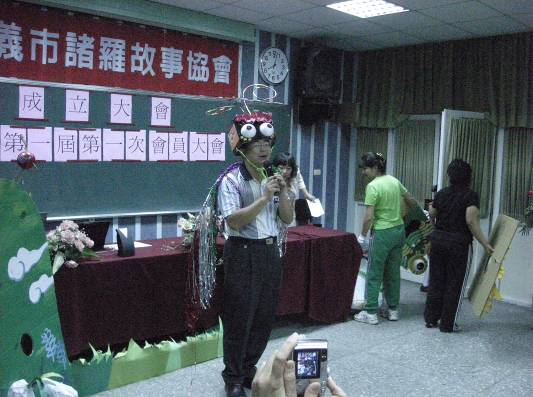 義市諸羅故事協會
成立大會
第一屆第一次會員大會